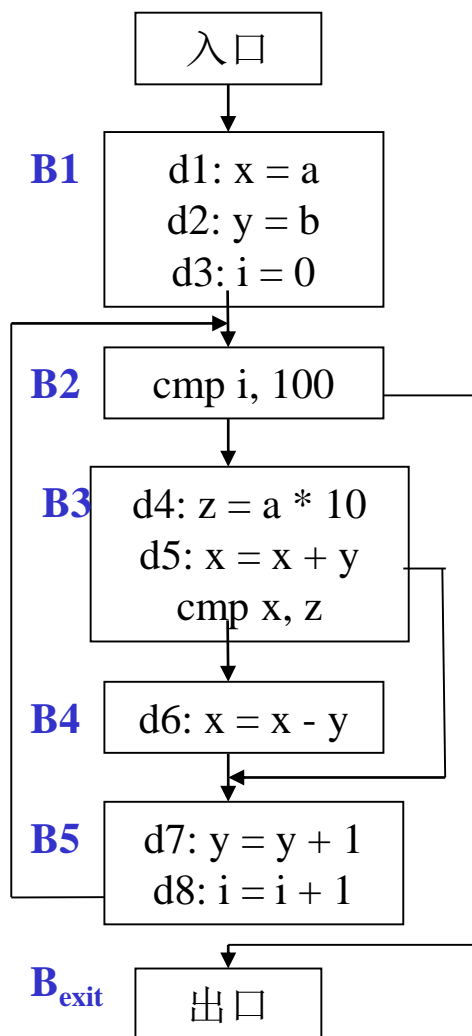 入口
B1
d1: x = a
d2: y = b
d3: i = 0
B2
cmp i, 100
B3
d4: z = a * 10
d5: x = x + y
cmp x, z
B4
d6: x = x - y
B5
d7: y = y + 1
d8: i = i + 1
Bexit
出口